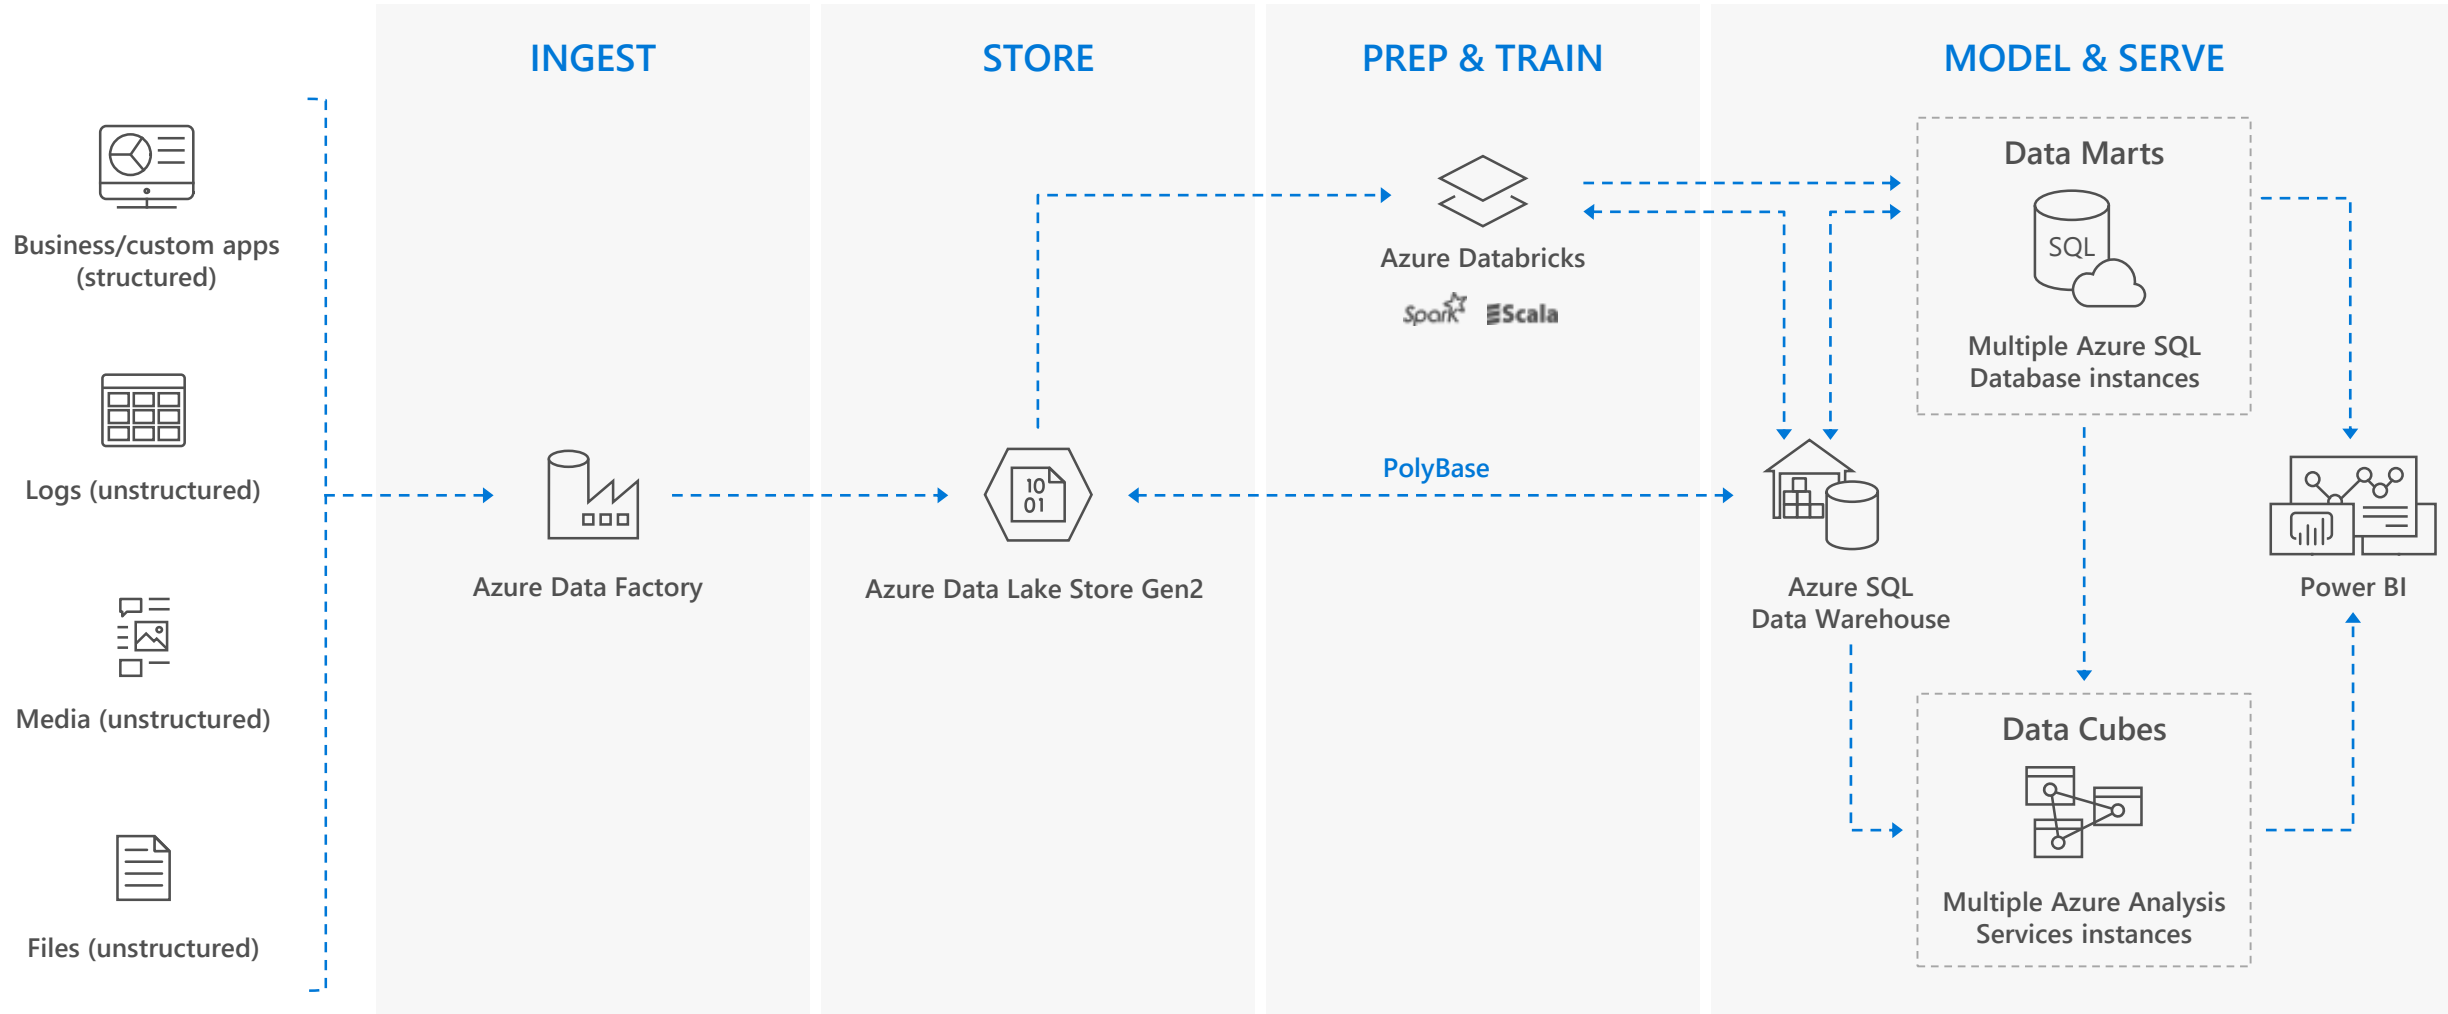 INGEST
STORE
PREP & TRAIN
MODEL & SERVE
Business/custom apps
(structured)
Logs (unstructured)
Media (unstructured)
Files (unstructured)
Azure Data Factory
10
01
Azure Data Lake Store Gen2
Azure Databricks
Spark
Scala
PolyBase
Data Marts
SQL
Multiple Azure SQL
Database instances
Azure SQL
Data Warehouse
Power BI
Data Cubes
Multiple Azure Analysis
Services instances